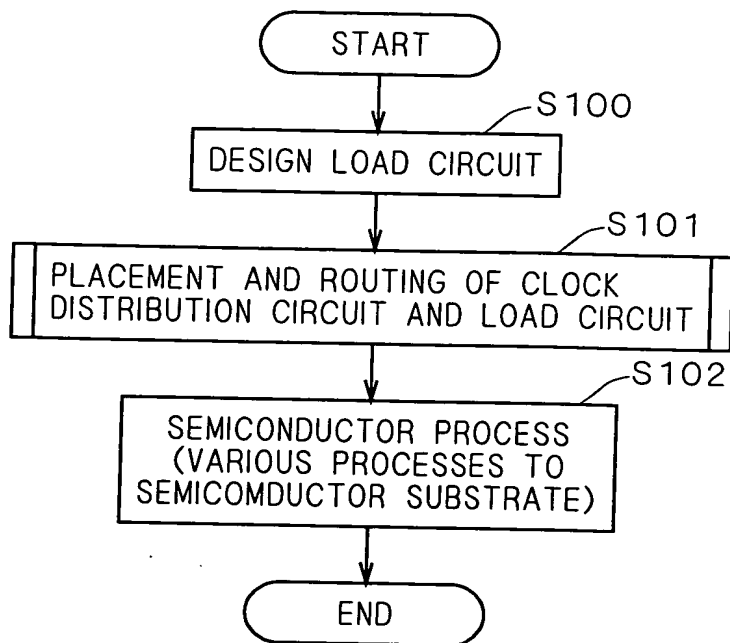 START
S100
DESIGN LOAD CIRCUIT
S101
PLACEMENT AND ROUTING OF CLOCK
DISTRIBUTION CIRCUIT AND LOAD CIRCUIT
S102
SEMICONDUCTOR PROCESS
(VARIOUS PROCESSES TO
SEMICOMDUCTOR SUBSTRATE)
END